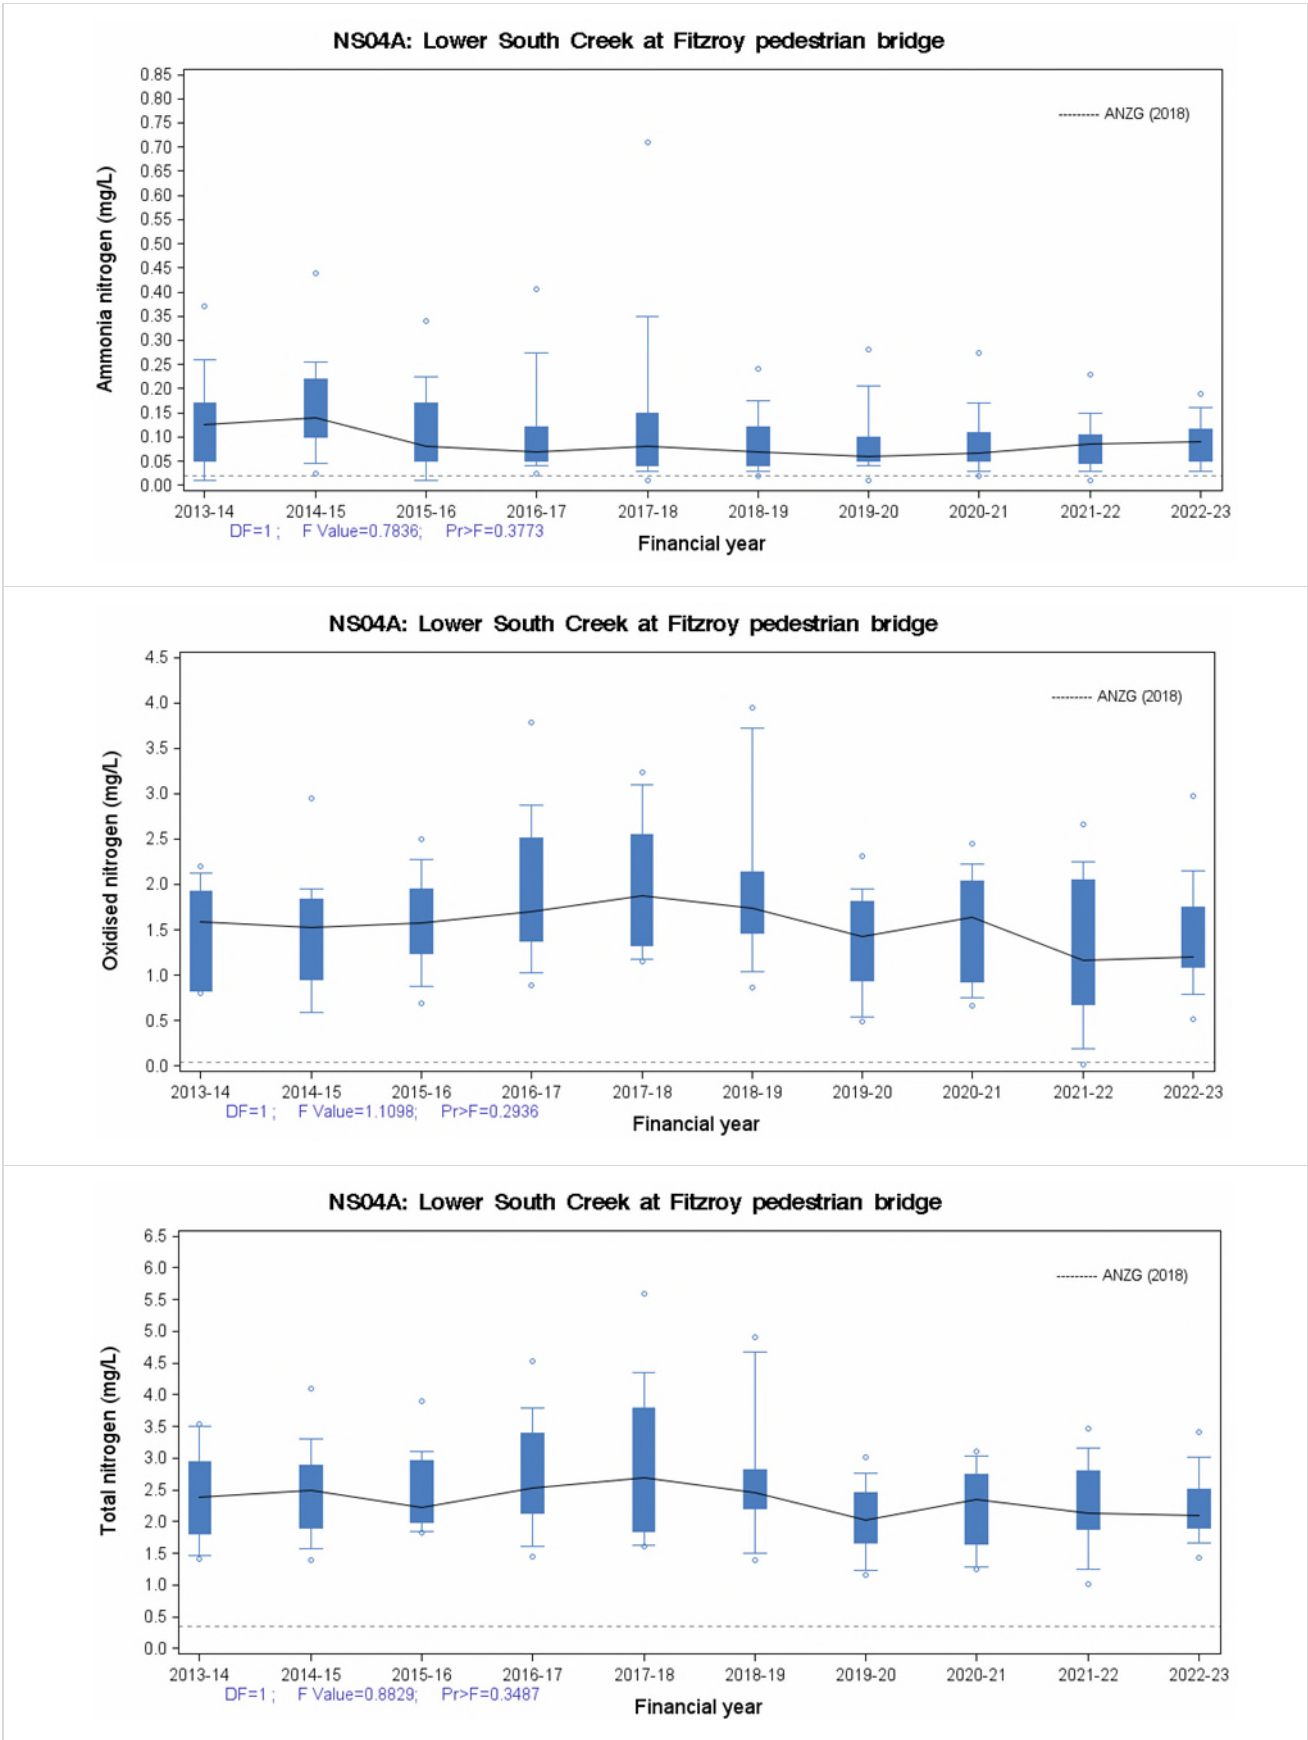 NS04A: Lower South Creek at Fitzroy pedestrian bridge
0.85
0.80
0.75
0.70
0.65
0.60
0.55
0.50
0.45
0.40
0.35
0.30
0.25
0.20
0.15
0.10
0.05
0.00
Ammonia nitrogen (mg/L)
ANZG (2018)
2013-14 2014-15 2015-16 2016-17 2017-18 2018-19 2019-20 2020-21 2021-22 2022-23
DF=1 ; F Value=0.7836; Pr>F=0.3773
Financial year
NS04A: Lower South Creek at Fitzroy pedestrian bridge
4.5
4.0
3.5
3.0
2.5
2.0
1.5
1.0
0.5
0.0
Oxidised nitrogen (mg/L)
ANZG (2018)
2013-14 2014-15 2015-16 2016-17 2017-18 2018-19 2019-20 2020-21 2021-22 2022-23
DF=1 ; F Value=1.1098; Pr>F=0.2936
Financial year
NS04A: Lower South Creek at Fitzroy pedestrian bridge
6.5
6.0
5.5
5.0
4.5
4.0
3.5
3.0
2.5
2.0
1.5
1.0
0.5
0.0
Total nitrogen (mg/L)
ANZG (2018)
2013-14 2014-15 2015-16 2016-17 2017-18 2018-19 2019-20 2020-21 2021-22 2022-23
DF=1 ; F Value=0.8829; Pr>F=0.3487
Financial year